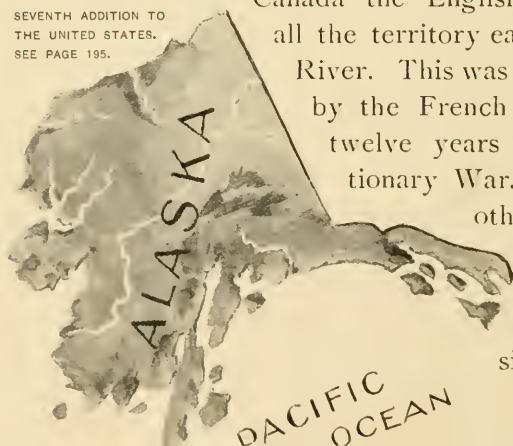 SEVENTH ADDITION TO
THE UNITED STATES.
SEE PAGE 195.
Canada the English
all the territory ea
River. This was
by the French
twelve years
tionary War.
oth
si
ALASKA
PACIFIC
OCEAN